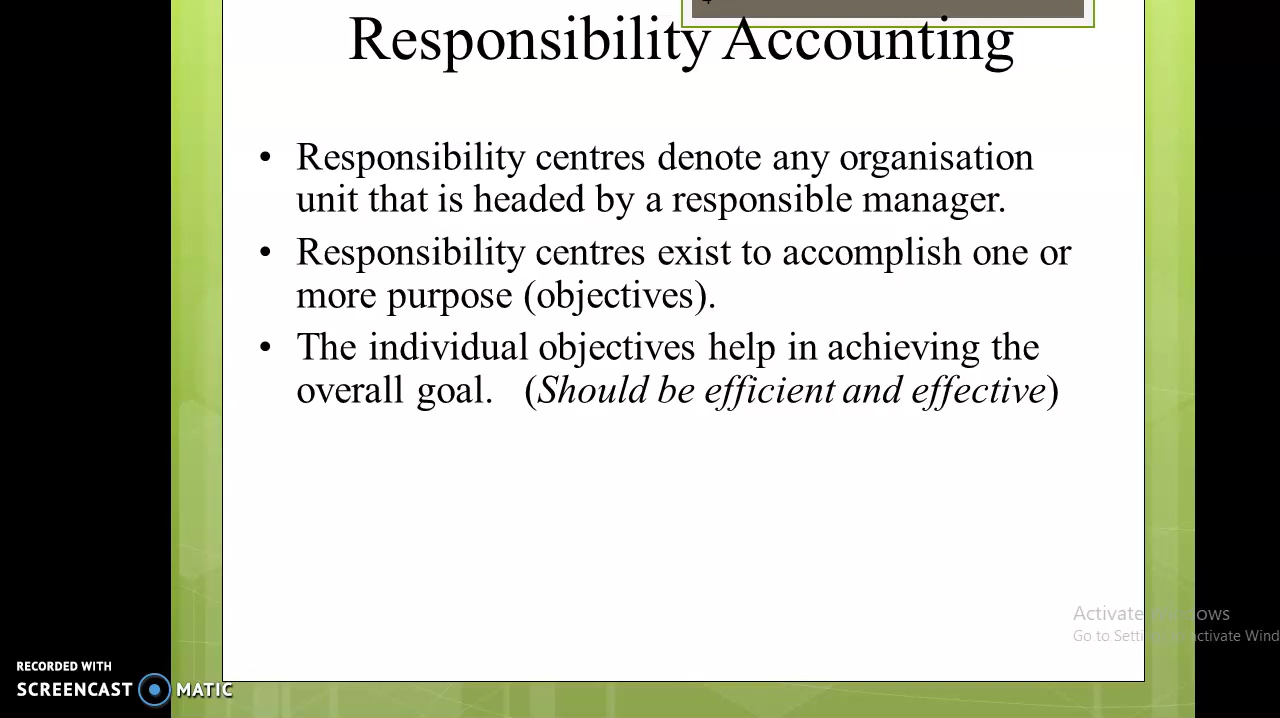 Responsibility Accounting
• Responsibility centres denote any organisation
unit that is headed by a responsible manager.
• Responsibility centres exist to accomplish one or
more purpose (objectives).
• The individual objectives help in achieving the
overall goal. (Should be efficient and effective)
Activate Windows
Go to Settings to activate Wind
RECORDED WITH
SCREENCAST MATIC